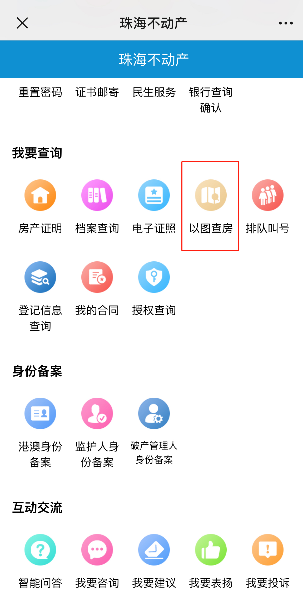 珠海不动产
珠海不动产
重置密码 证书邮寄 民生服务 银行查询
确认
我要查询
房产证明 档案查询 电子证照 以图查房 排队叫号
登记信息 我的合同 授权查询
查询
身份备案
港澳身份 监护人身 破产管理人
备案 份备案 身份备案
互动交流
智能问答 我要咨询 我要建议 我要表扬 我要投诉